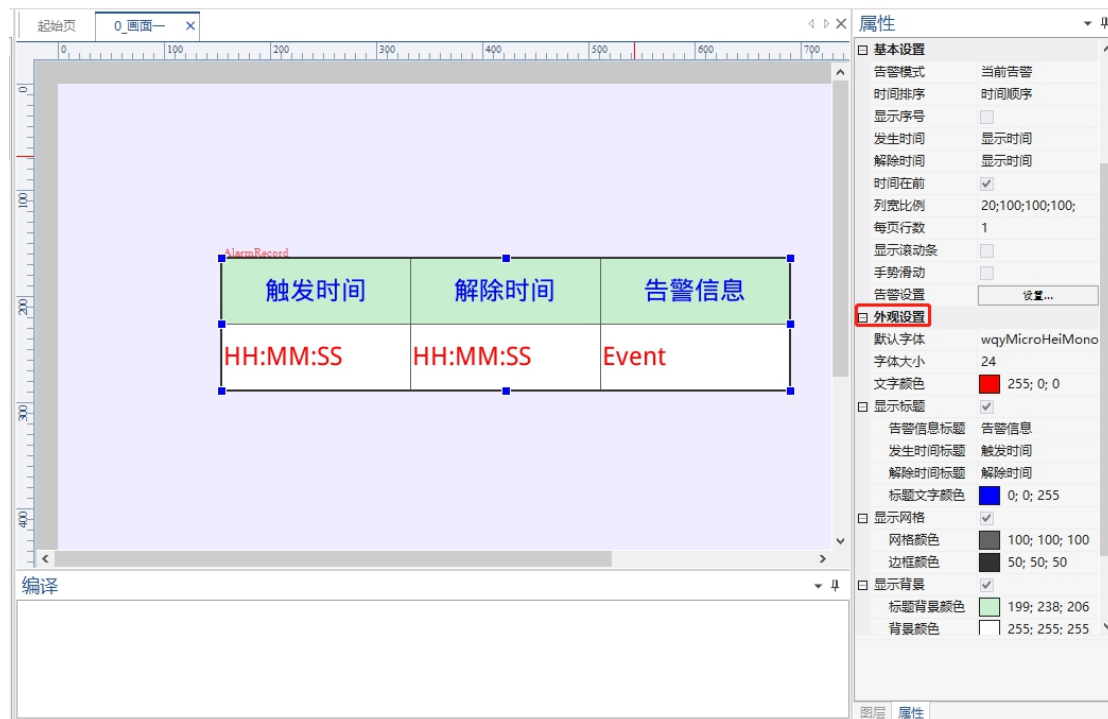 起始页
0_画面一
0 100 200 300 400 500 600 700
0
100
200
300
400
AlarmRecord
触发时间 解除时间 告警信息
HH:MM:SS HH:MM:SS Event
编译
属性
基本设置
告警模式 当前告警
时间排序 时间顺序
显示序号
发生时间 显示时间
解除时间 显示时间
时间在前
列宽比例 20;100;100;100;
每页行数 1
显示滚动条
手势滑动
告警设置 设置...
外观设置
默认字体 wqyMicroHeiMono
字体大小 24
文字颜色 255; 0; 0
显示标题
告警信息标题 告警信息
发生时间标题 触发时间
解除时间标题 解除时间
标题文字颜色 0; 0; 255
显示网格
网格颜色 100; 100; 100
边框颜色 50; 50; 50
显示背景
标题背景颜色 199; 238; 206
背景颜色 255; 255; 255
图层 属性